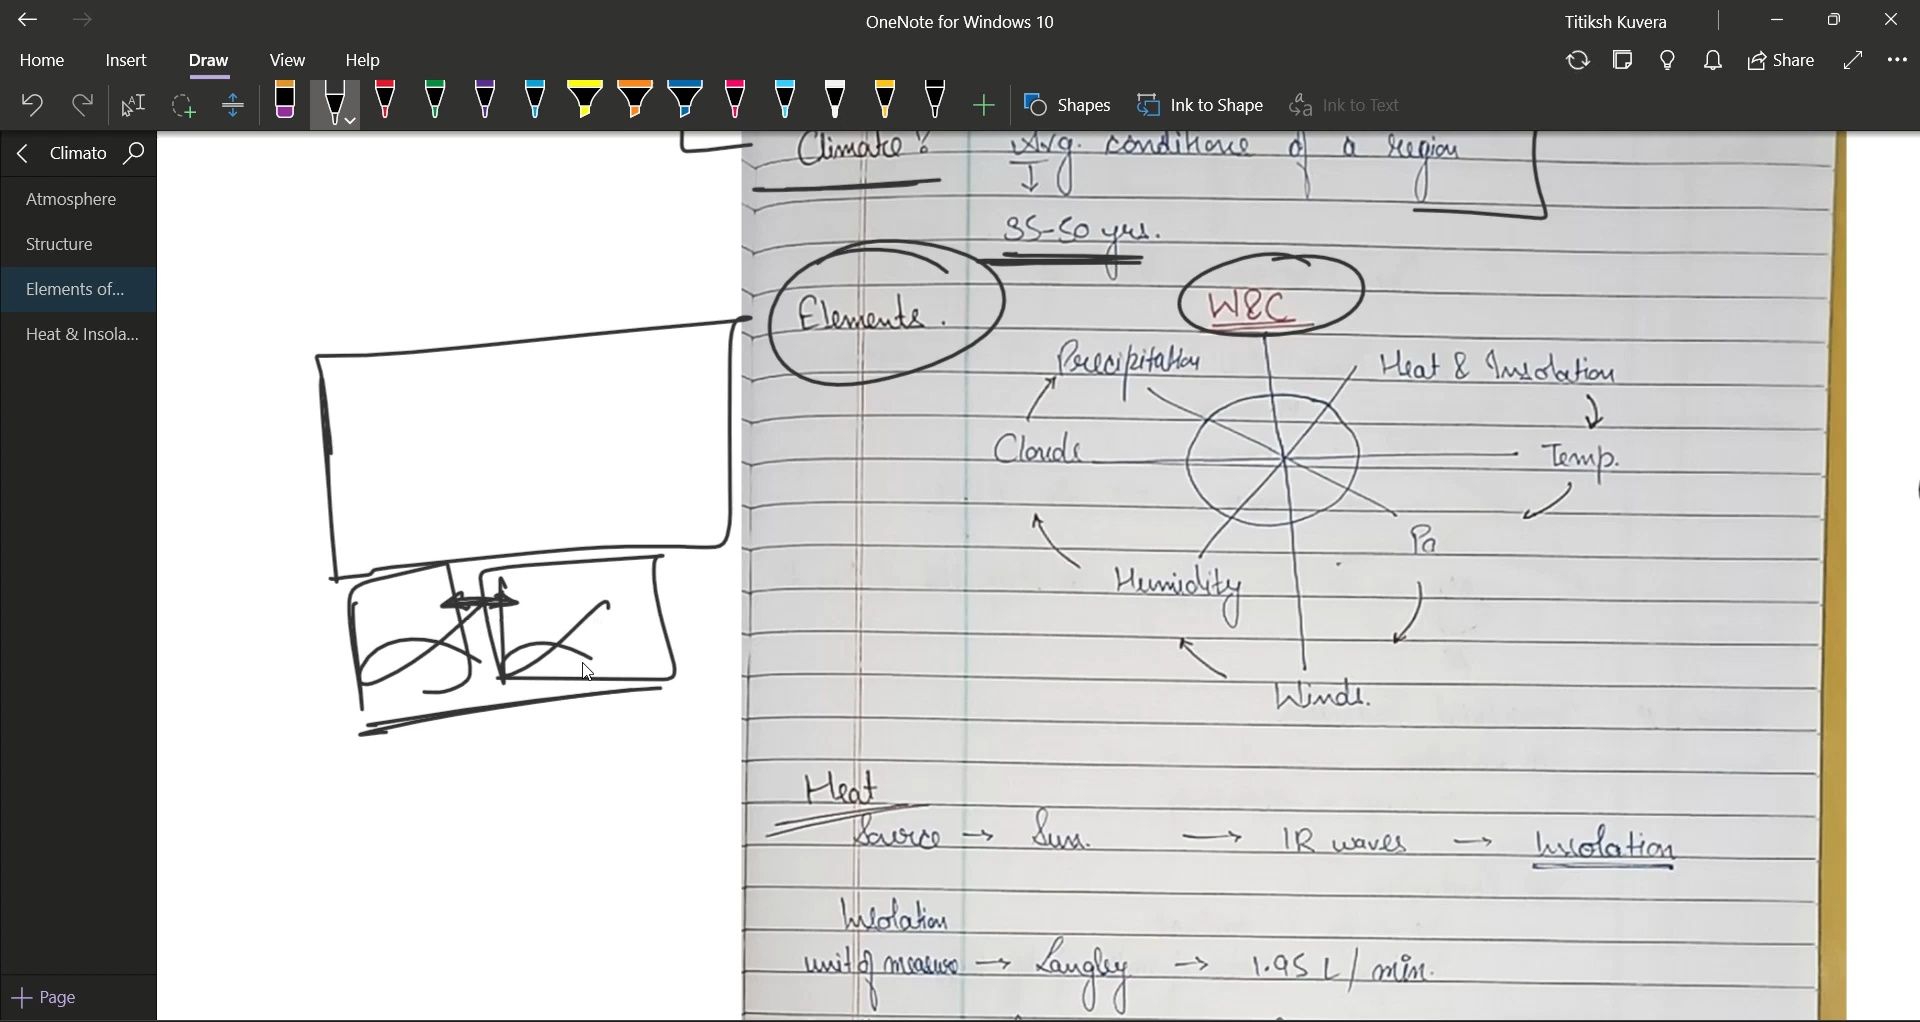 OneNote for Windows 10
Titiksh Kuvera
Home Insert Draw View Help
Share
Shapes Ink to Shape Ink to Text
Climato
Atmosphere
Structure
Elements of...
Heat & Insola...
Page
Climate? Avg. conditions of a region
35-50 yrs.
Elements. W&C
Precipitation Heat & Insolation
Clouds Temp.
Pa
Humidity
Winds.
Heat
Source → Sun. → IR waves → Insolation
Insolation
unit of measure → Langley → 1.95 L/min.